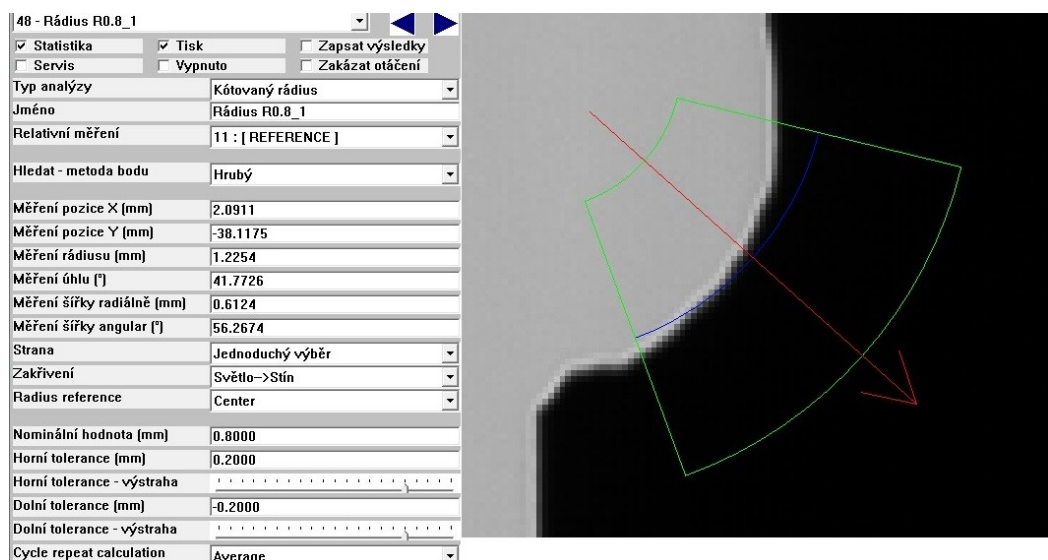 48 - Rádius R0.8_1
Statistika Tisk Zapsat výsledky
Servis Vypnuto Zakázat otáčení
Typ analýzy Kótovaný rádius
Jméno Rádius R0.8_1
Relativní měření 11 : [ REFERENCE ]
Hledat - metoda bodu Hrubý
Měření pozice X (mm) 2.0911
Měření pozice Y (mm) -38.1175
Měření rádiusu (mm) 1.2254
Měření úhlu (°) 41.7726
Měření šířky radiálně (mm) 0.6124
Měření šířky angular (°) 56.2674
Strana Jednoduchý výběr
Zakřivení Světlo->Stín
Radius reference Center
Nominální hodnota (mm) 0.8000
Horní tolerance (mm) 0.2000
Horní tolerance - výstraha
Dolní tolerance (mm) -0.2000
Dolní tolerance - výstraha
Cycle repeat calculation Average